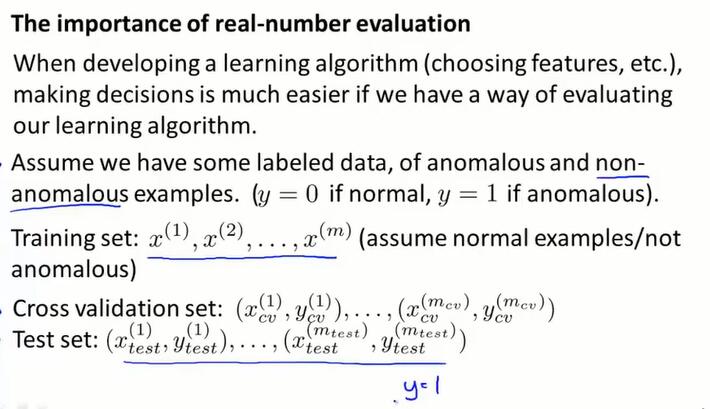 The importance of real-number evaluation
When developing a learning algorithm (choosing features, etc.),
making decisions is much easier if we have a way of evaluating
our learning algorithm.
Assume we have some labeled data, of anomalous and non-
anomalous examples. (y = 0 if normal, y = 1 if anomalous).
Training set: x^{(1)}, x^{(2)}, . . . , x^{(m)} (assume normal examples/not
anomalous)
Cross validation set: (x_{cv}^{(1)}, y_{cv}^{(1)}), . . . , (x_{cv}^{(m_{cv})}, y_{cv}^{(m_{cv})})
Test set: (x_{test}^{(1)}, y_{test}^{(1)}), . . . , (x_{test}^{(m_{test})}, y_{test}^{(m_{test})})
y=1